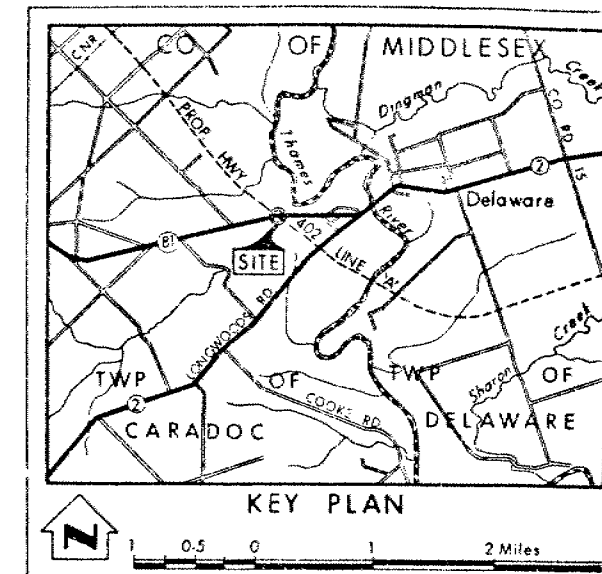 CO OF MIDDLESEX
CNR
PROP HWY 402 LINE 'A'
Thames River
Dingman Creek
CO RD 15
2
Delaware
81
SITE
LONGWOODS RD
TWP OF CARADOC
2
COOKS RD
TWP OF DELAWARE
Sharon Creek
KEY PLAN
N
1 0·5 0 1 2 Miles